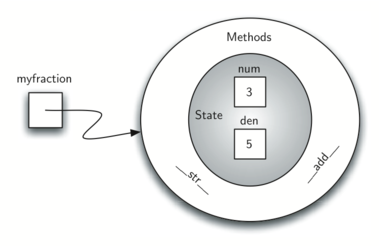 Methods
myfraction
num
3
State
den
5
__str__
__add__